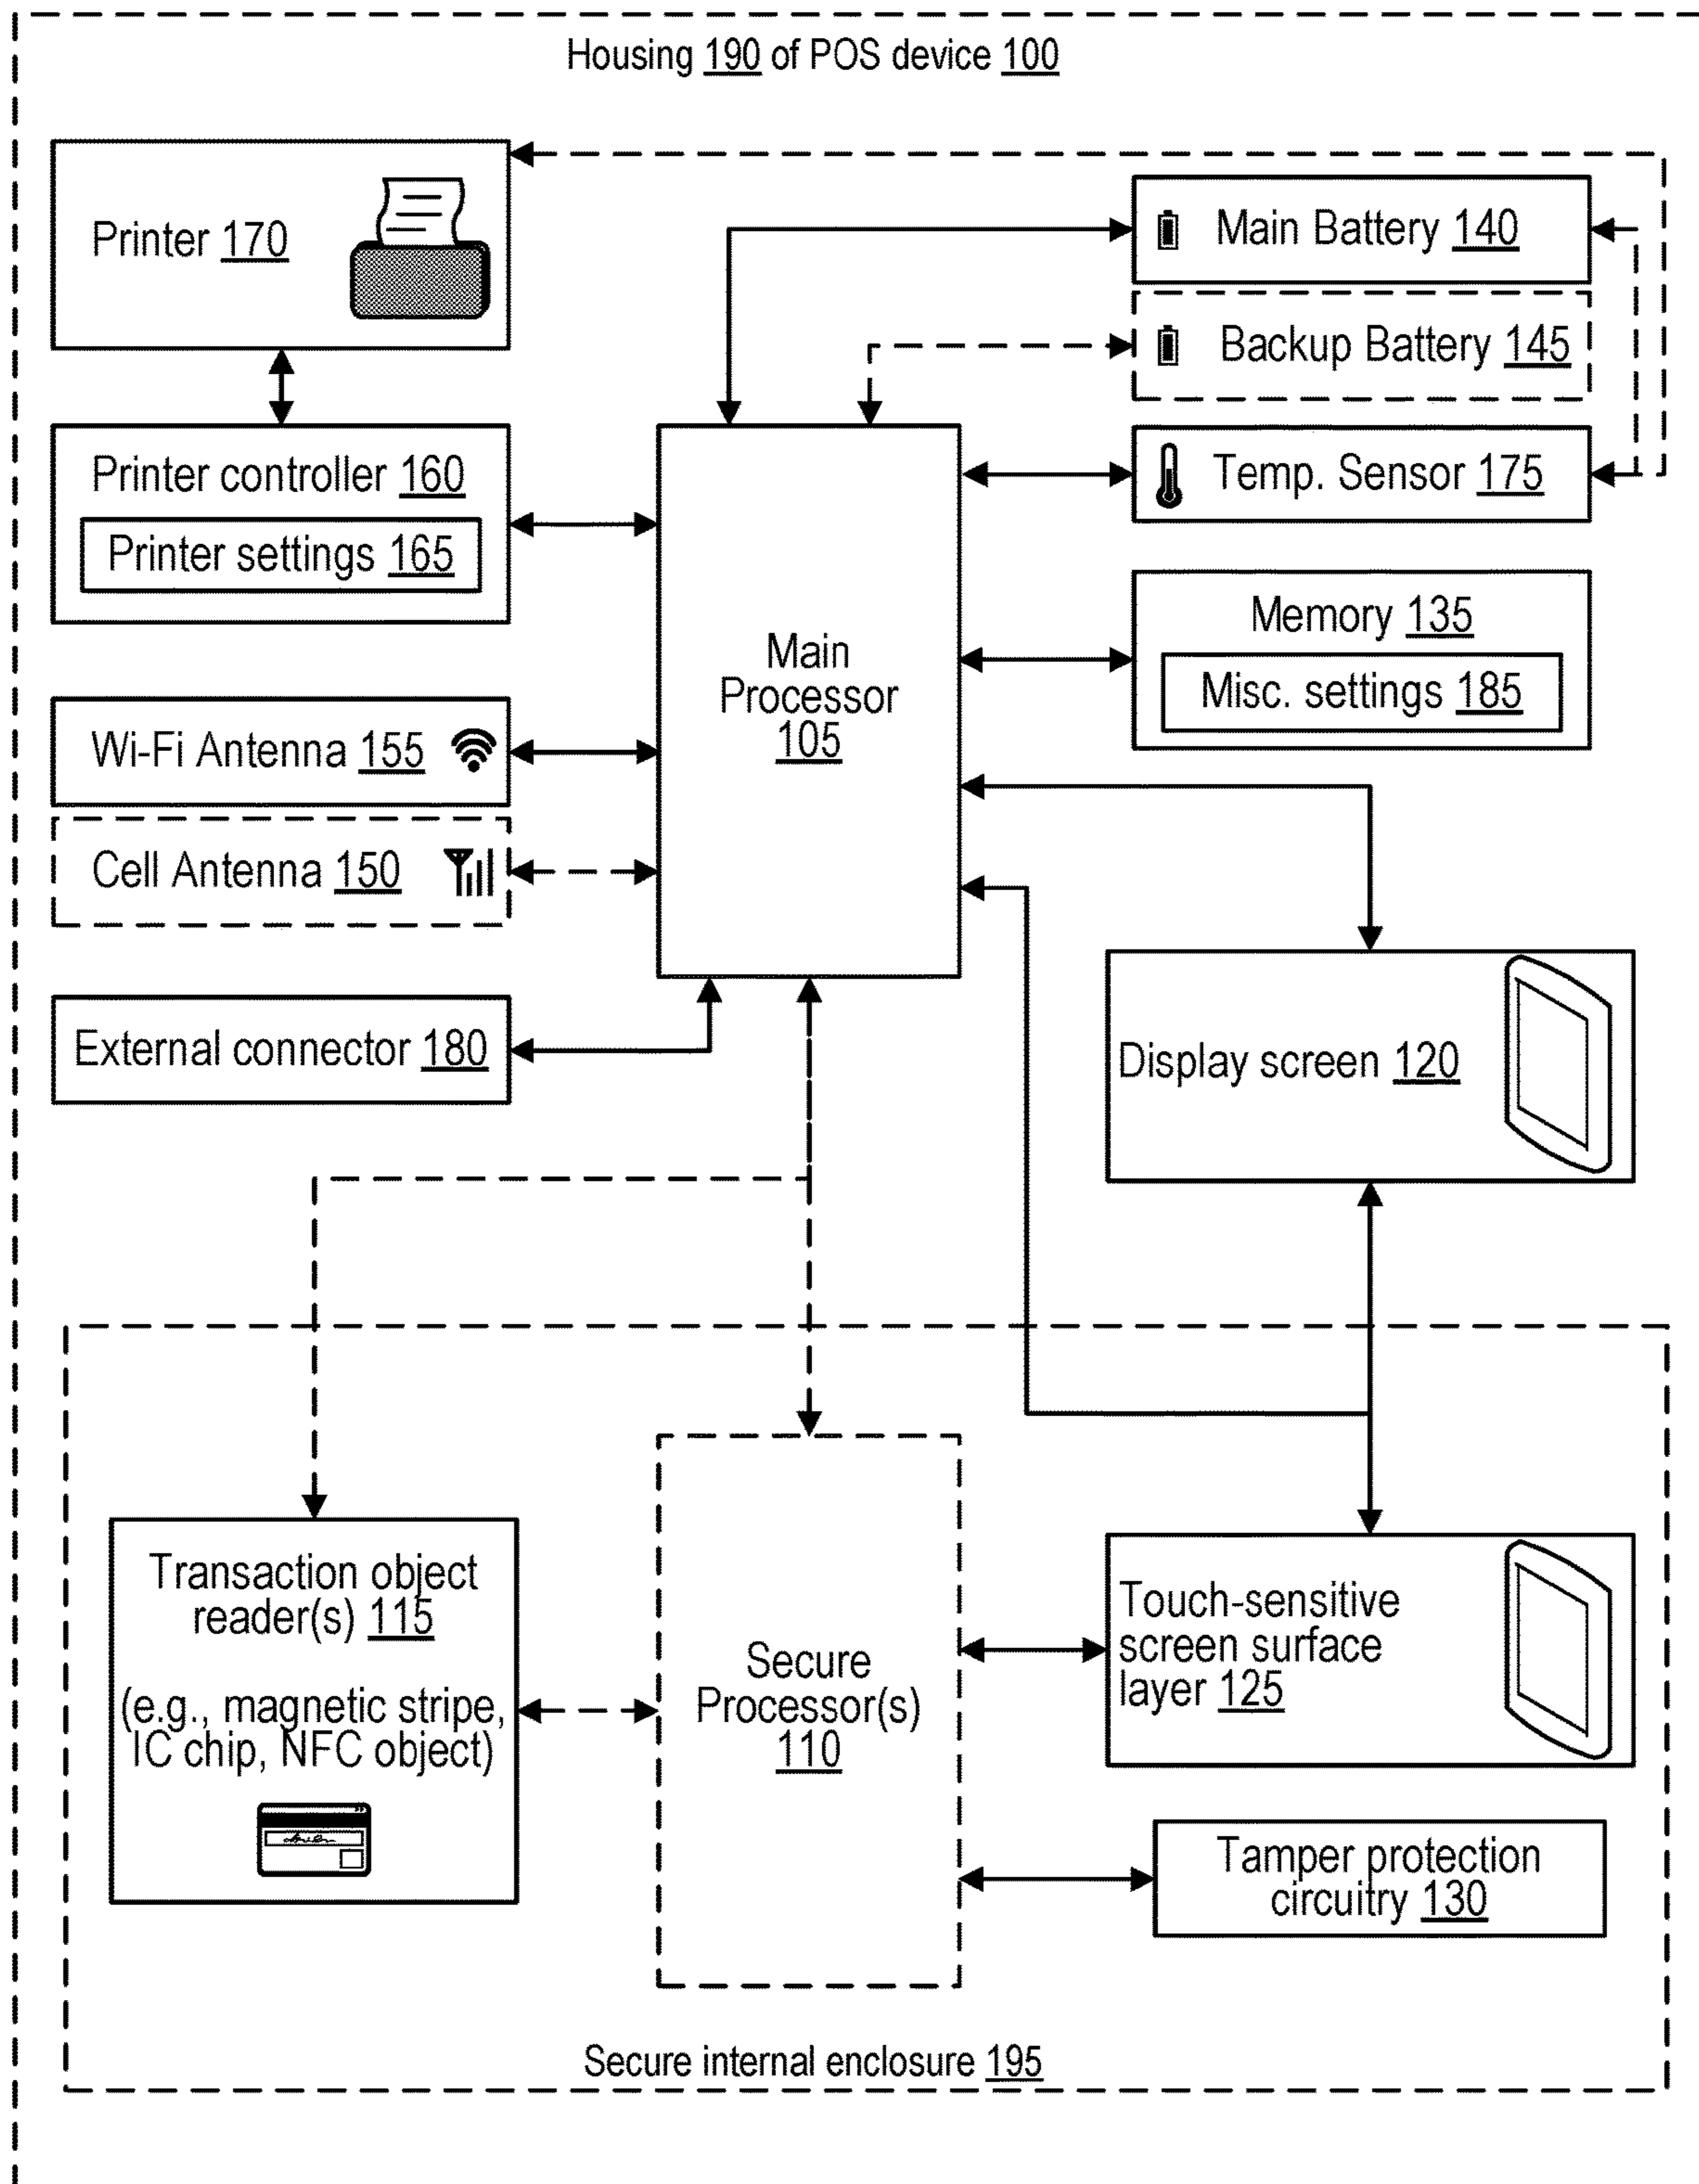 Housing 190 of POS device 100
Printer 170
Main Battery 140
Backup Battery 145
Printer controller 160
Printer settings 165
Temp. Sensor 175
Main
Processor
105
Memory 135
Misc. settings 185
Wi-Fi Antenna 155
Cell Antenna 150
External connector 180
Display screen 120
Transaction object
reader(s) 115
(e.g., magnetic stripe,
IC chip, NFC object)
Secure
Processor(s)
110
Touch-sensitive
screen surface
layer 125
Tamper protection
circuitry 130
Secure internal enclosure 195